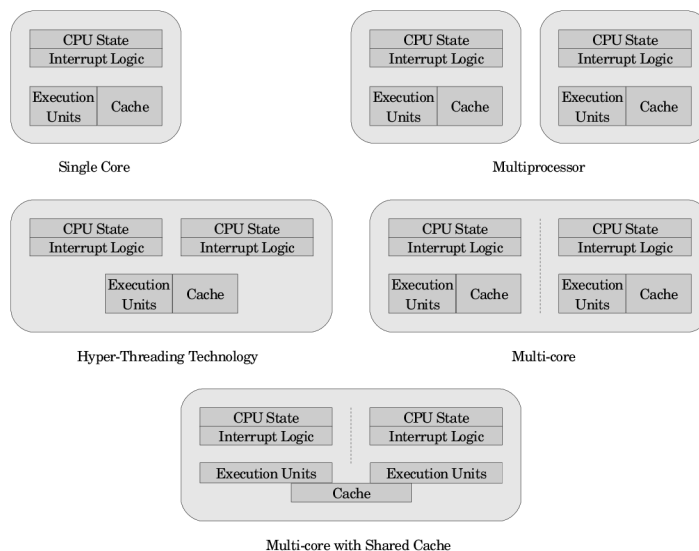 CPU State
Interrupt Logic
Execution
Units
Cache
Single Core
CPU State
Interrupt Logic
Execution
Units
Cache
CPU State
Interrupt Logic
Execution
Units
Cache
Multiprocessor
CPU State
Interrupt Logic
CPU State
Interrupt Logic
Execution
Units
Cache
Hyper-Threading Technology
CPU State
Interrupt Logic
Execution
Units
Cache
CPU State
Interrupt Logic
Execution
Units
Cache
Multi-core
CPU State
Interrupt Logic
CPU State
Interrupt Logic
Execution Units
Execution Units
Cache
Multi-core with Shared Cache